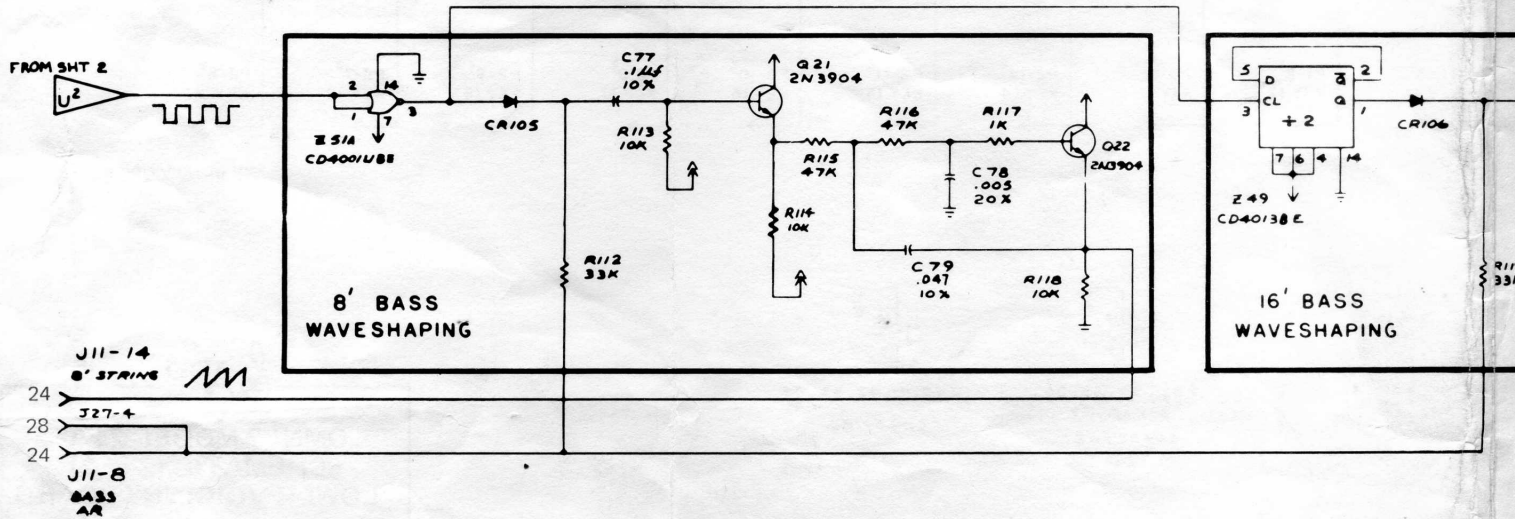 FROM SHT 2
U2
2
1
14
7
3
Z51A
CD4001UBE
CR105
C77
.1µf
10%
R113
10K
Q21
2N3904
R114
10K
R115
47K
R116
47K
R117
1K
C78
.005
20%
Q22
2N3904
C79
.047
10%
R118
10K
R112
33K
8' BASS
WAVESHAPING
5
D
Q
2
3
CL
Q
1
÷2
7
6
4
14
Z49
CD4013BE
CR106
R11
33K
16' BASS
WAVESHAPING
J11-14
8' STRING
24
J27-4
28
24
J11-8
BASS
AR